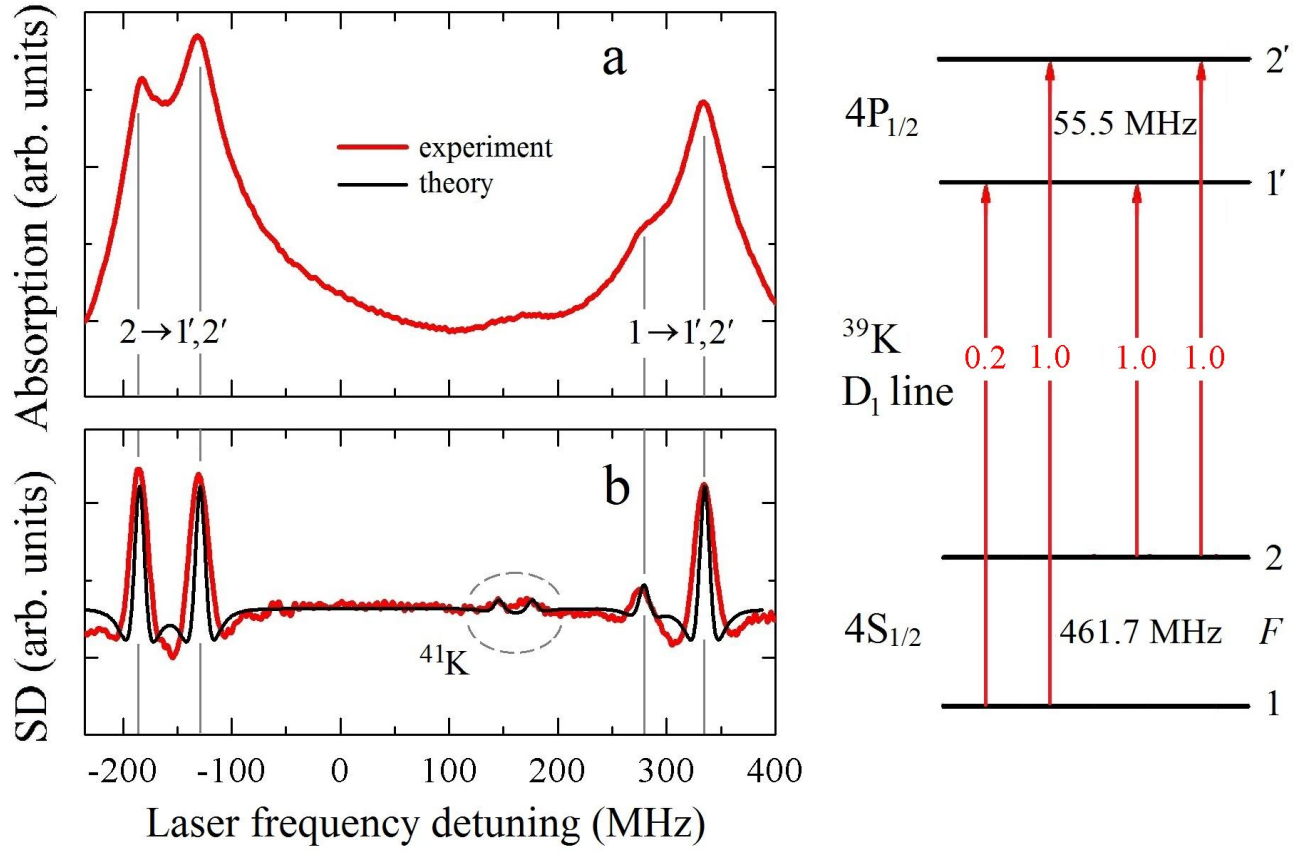 Absorption (arb. units)
a
experiment
theory
2→1′,2′
1→1′,2′
SD (arb. units)
b
⁴¹K
-200 -100 0 100 200 300 400
Laser frequency detuning (MHz)
2′
4P₁/₂
55.5 MHz
1′
³⁹K
0.2 1.0 1.0 1.0
D₁ line
2
4S₁/₂
461.7 MHz
F
1